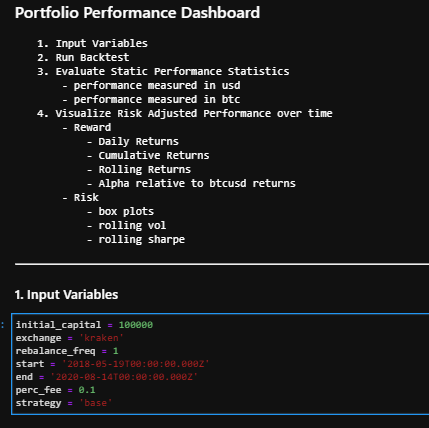 Portfolio Performance Dashboard
1. Input Variables
2. Run Backtest
3. Evaluate Static Performance Statistics
- performance measured in usd
- performance measured in btc
4. Visualize Risk Adjusted Performance over time
- Reward
- Daily Returns
- Cumulative Returns
- Rolling Returns
- Alpha relative to btcusd returns
- Risk
- box plots
- rolling vol
- rolling sharpe
1. Input Variables
:
initial_capital = 100000
exchange = 'kraken'
rebalance_freq = 1
start = '2018-05-19T00:00:00.000Z'
end = '2020-08-14T00:00:00.000Z'
perc_fee = 0.1
strategy = 'base'